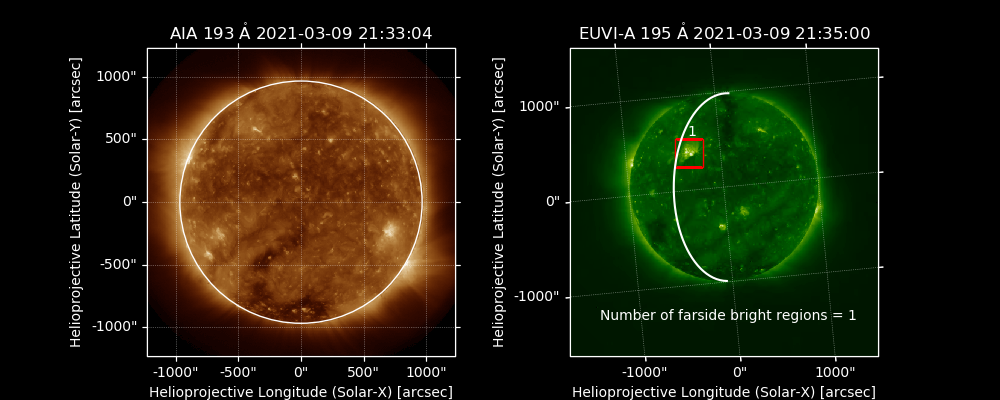 AIA 193 Å 2021-03-09 21:33:04
EUVI-A 195 Å 2021-03-09 21:35:00
Helioprojective Latitude (Solar-Y) [arcsec]
1000"
500"
0"
-500"
-1000"
-1000"
-500"
0"
500"
1000"
Helioprojective Longitude (Solar-X) [arcsec]
Helioprojective Latitude (Solar-Y) [arcsec]
1000"
0"
-1000"
1
Number of farside bright regions = 1
-1000"
0"
1000"
Helioprojective Longitude (Solar-X) [arcsec]